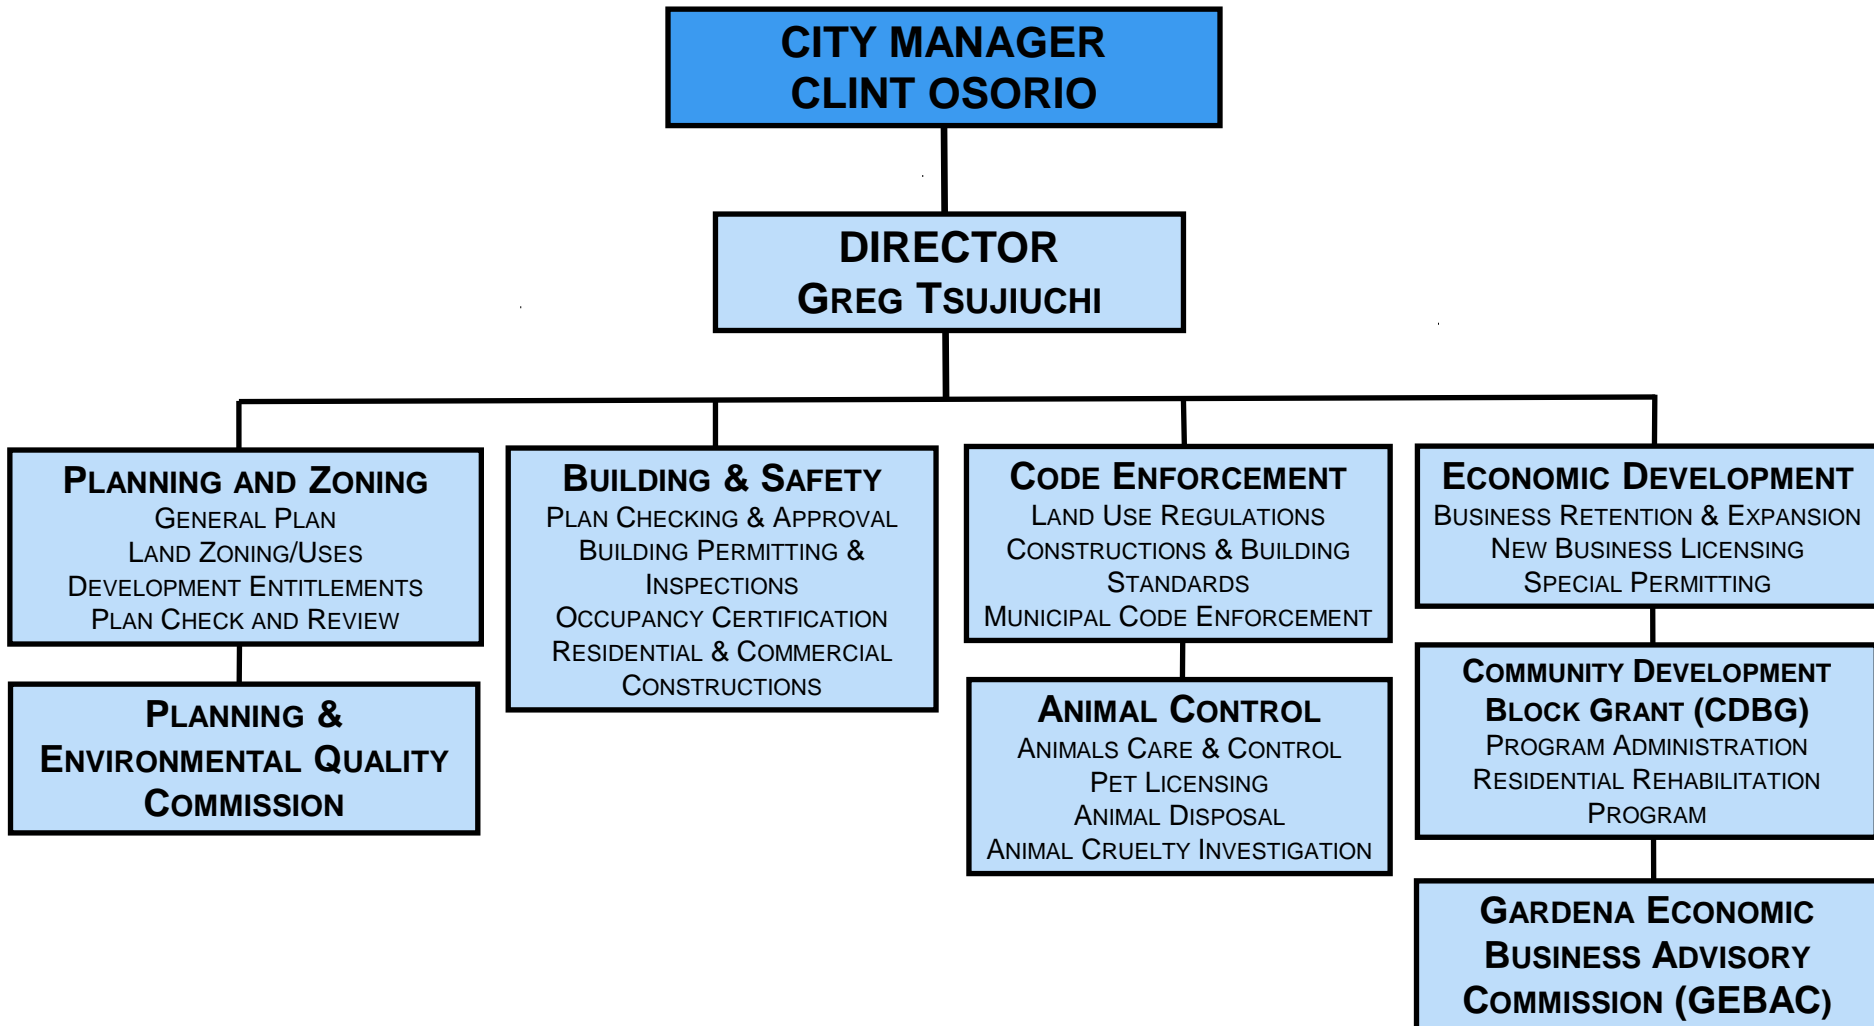 CITY MANAGER
CLINT OSORIO
DIRECTOR
GREG TSUJIUCHI
PLANNING AND ZONING
GENERAL PLAN
LAND ZONING/USES
DEVELOPMENT ENTITLEMENTS
PLAN CHECK AND REVIEW
PLANNING &
ENVIRONMENTAL QUALITY
COMMISSION
BUILDING & SAFETY
PLAN CHECKING & APPROVAL
BUILDING PERMITTING &
INSPECTIONS
OCCUPANCY CERTIFICATION
RESIDENTIAL & COMMERCIAL
CONSTRUCTIONS
CODE ENFORCEMENT
LAND USE REGULATIONS
CONSTRUCTIONS & BUILDING
STANDARDS
MUNICIPAL CODE ENFORCEMENT
ANIMAL CONTROL
ANIMALS CARE & CONTROL
PET LICENSING
ANIMAL DISPOSAL
ANIMAL CRUELTY INVESTIGATION
ECONOMIC DEVELOPMENT
BUSINESS RETENTION & EXPANSION
NEW BUSINESS LICENSING
SPECIAL PERMITTING
COMMUNITY DEVELOPMENT
BLOCK GRANT (CDBG)
PROGRAM ADMINISTRATION
RESIDENTIAL REHABILITATION
PROGRAM
GARDENA ECONOMIC
BUSINESS ADVISORY
COMMISSION (GEBAC)